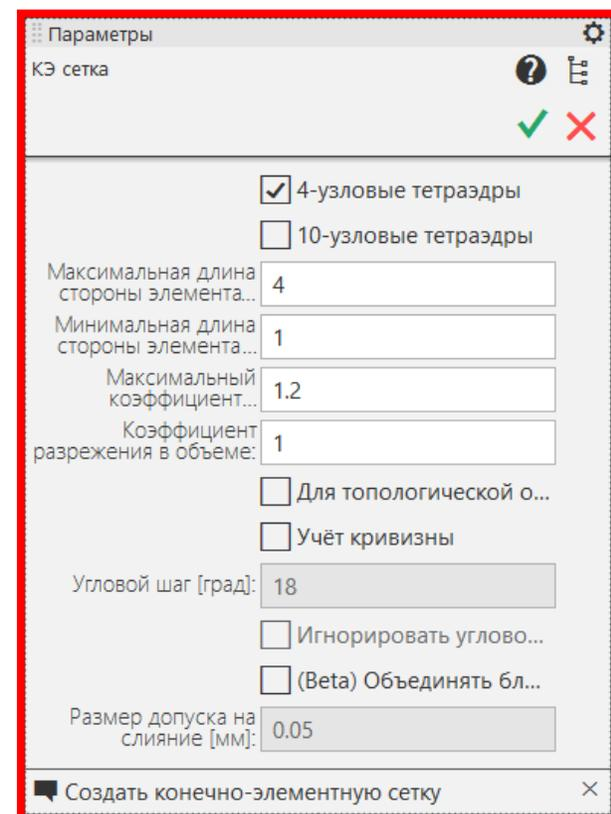 Параметры
КЭ сетка
4-узловые тетраэдры
10-узловые тетраэдры
Максимальная длина
стороны элемента...
4
Минимальная длина
стороны элемента...
1
Максимальный
коэффициент...
1.2
Коэффициент
разрежения в объеме:
1
Для топологической о...
Учёт кривизны
Угловой шаг [град]:
18
Игнорировать углово...
(Beta) Объединять бл...
Размер допуска на
слияние [мм]:
0.05
Создать конечно-элементную сетку